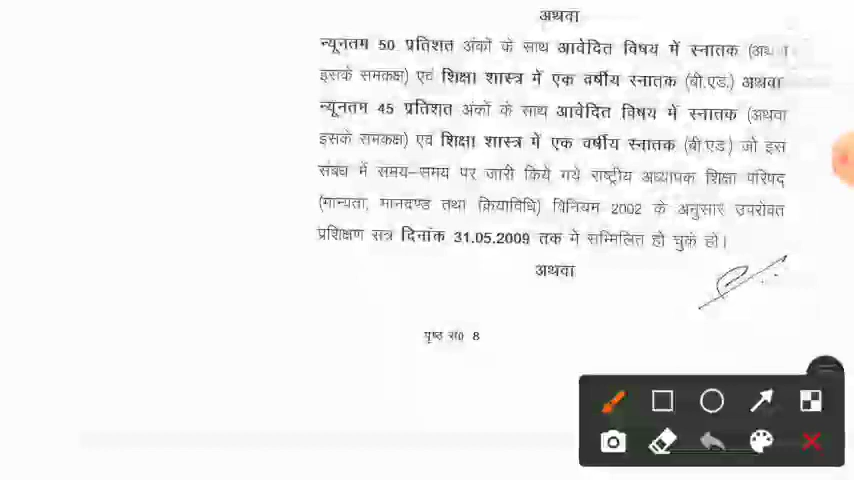 अथवा
न्यूनतम 50 प्रतिशत अंकों के साथ आवेदित विषय में स्नातक (अथवा
इसके समकक्ष) एवं शिक्षा शास्त्र में एक वर्षीय स्नातक (बी.एड.) अथवा
न्यूनतम 45 प्रतिशत अंकों के साथ आवेदित विषय में स्नातक (अथवा
इसके समकक्ष) एवं शिक्षा शास्त्र में एक वर्षीय स्नातक (बी.एड.) जो इस
संबंध में समय–समय पर जारी किये गये राष्ट्रीय अध्यापक शिक्षा परिषद
(मान्यता, मानदण्ड तथा क्रियाविधि) विनियम 2002 के अनुसार उपरोक्त
प्रशिक्षण सत्र दिनांक 31.05.2009 तक में सम्मिलित हो चुके हों।
अथवा
पृष्ठ सं0 8